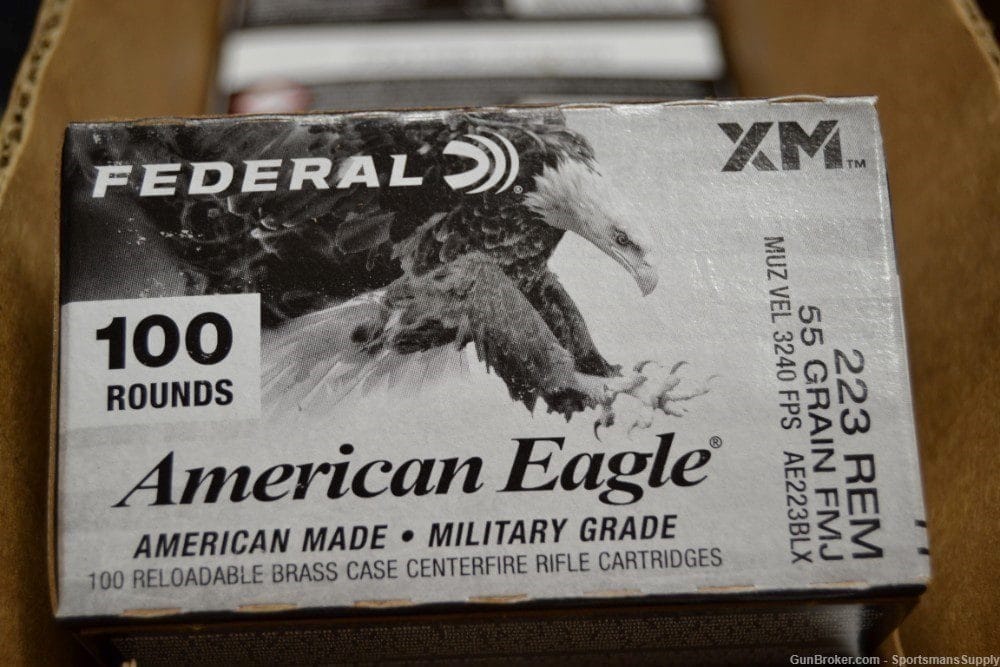 FEDERAL®
XM™
100
ROUNDS
American Eagle®
AMERICAN MADE • MILITARY GRADE
100 RELOADABLE BRASS CASE CENTERFIRE RIFLE CARTRIDGES
223 REM
55 GRAIN FMJ
MUZ VEL 3240 FPS AE223BLX
GunBroker.com - SportsmansSupply